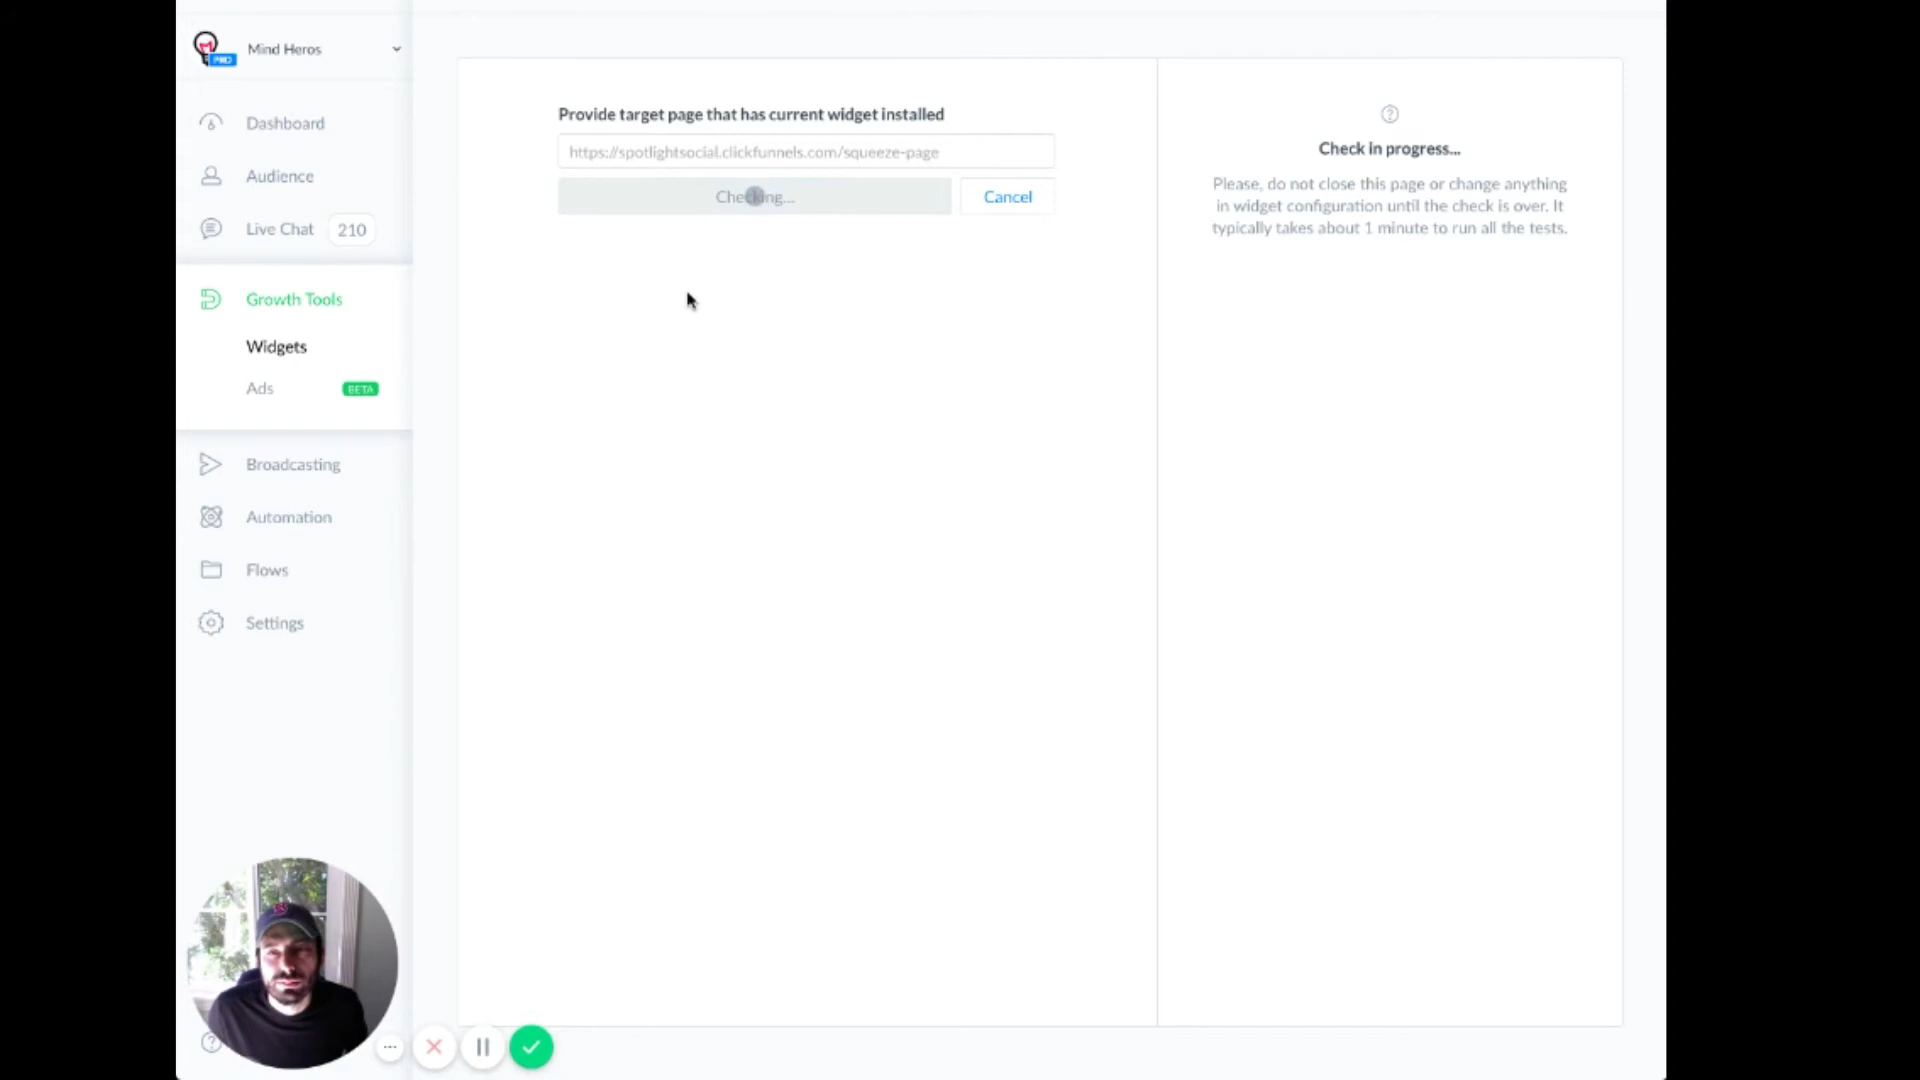 PRO
Mind Heros
Dashboard
Audience
Live Chat 210
Growth Tools
Widgets
Ads BETA
Broadcasting
Automation
Flows
Settings
Provide target page that has current widget installed
https://spotlightsocial.clickfunnels.com/squeeze-page
Checking...
Cancel
Check in progress...
Please, do not close this page or change anything
in widget configuration until the check is over. It
typically takes about 1 minute to run all the tests.